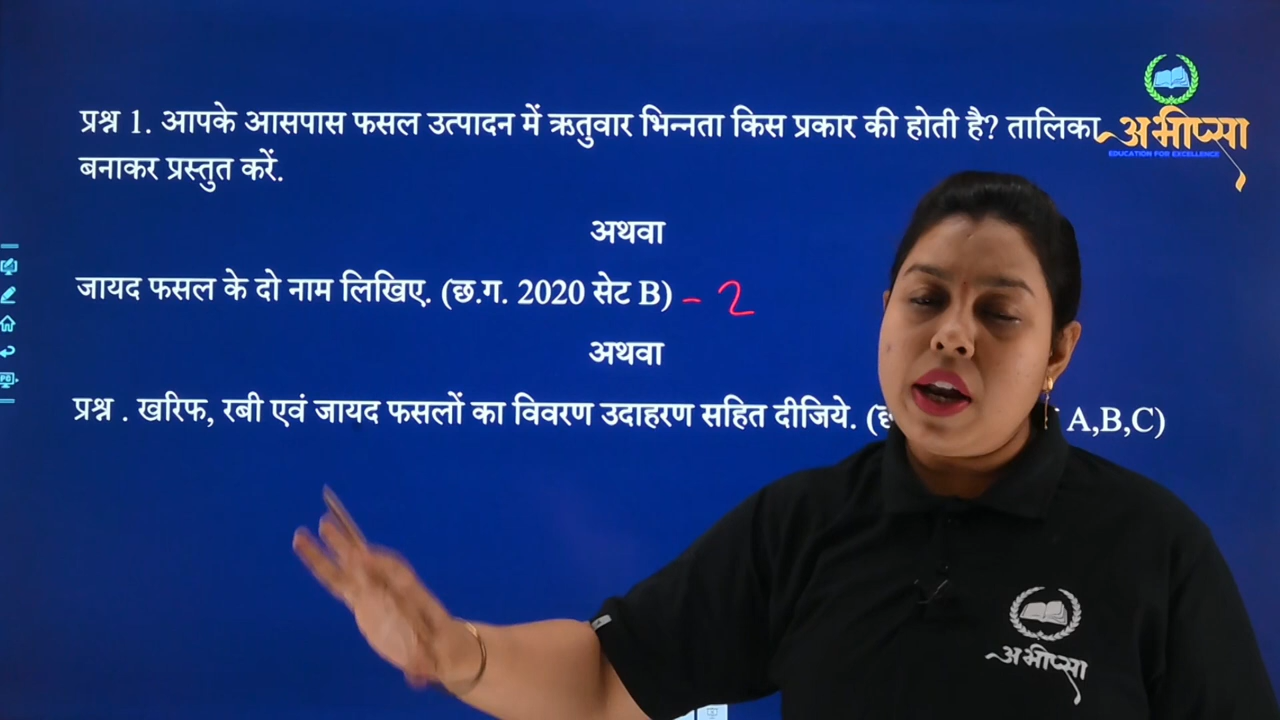 प्रश्न 1. आपके आसपास फसल उत्पादन में ऋतुवार भिन्नता किस प्रकार की होती है? तालिका
अभीप्सा
EDUCATION FOR EXCELLENCE
बनाकर प्रस्तुत करें.
अथवा
जायद फसल के दो नाम लिखिए. (छ.ग. 2020 सेट B) - 2
अथवा
प्रश्न . खरिफ, रबी एवं जायद फसलों का विवरण उदाहरण सहित दीजिये. A,B,C)
अभीप्सा